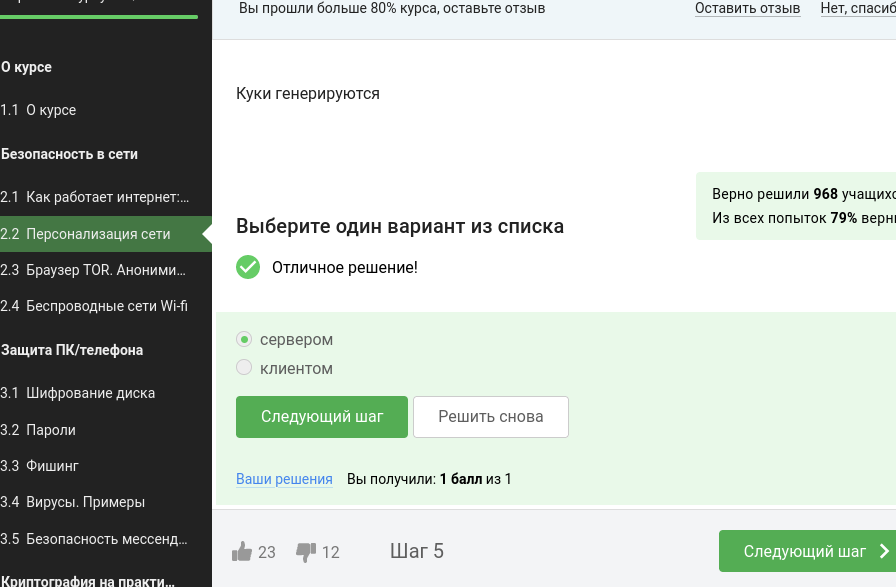 Вы прошли больше 80% курса, оставьте отзыв
Оставить отзыв
Нет, спасиб
О курсе
1.1 О курсе
Безопасность в сети
2.1 Как работает интернет:...
2.2 Персонализация сети
2.3 Браузер TOR. Аноними...
2.4 Беспроводные сети Wi-fi
Защита ПК/телефона
3.1 Шифрование диска
3.2 Пароли
3.3 Фишинг
3.4 Вирусы. Примеры
3.5 Безопасность мессенд...
Криптография на практи...
Куки генерируются
Верно решили 968 учащихс
Из всех попыток 79% верн
Выберите один вариант из списка
Отличное решение!
сервером
клиентом
Следующий шаг
Решить снова
Ваши решения Вы получили: 1 балл из 1
23 12 Шаг 5
Следующий шаг